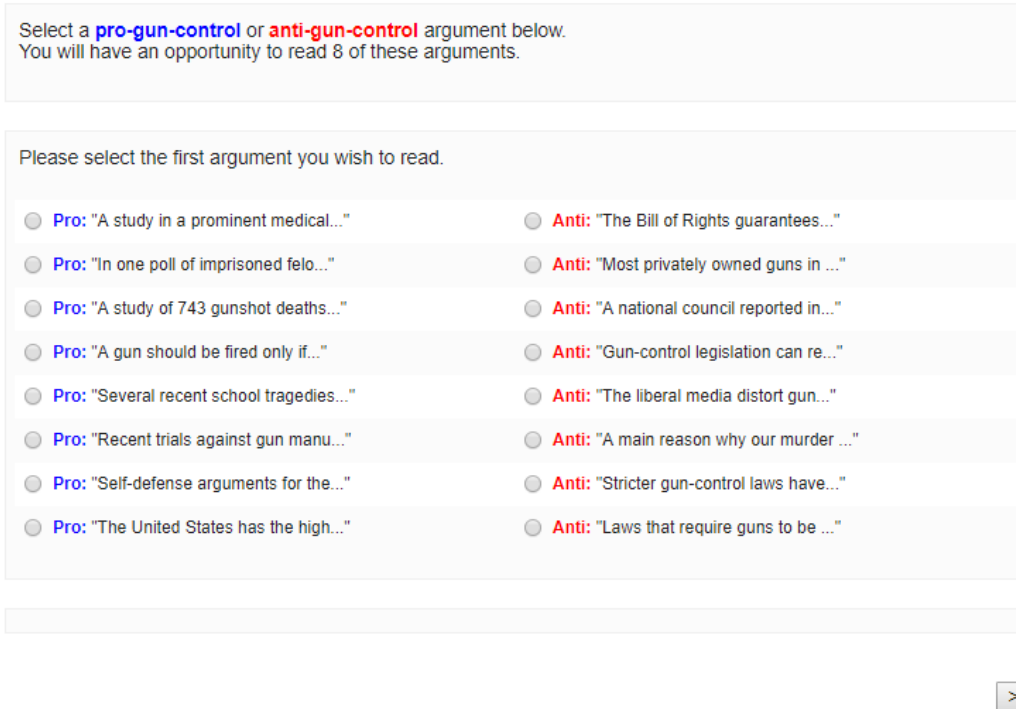 Select a pro-gun-control or anti-gun-control argument below.
You will have an opportunity to read 8 of these arguments.
Please select the first argument you wish to read.
Pro: "A study in a prominent medical..."
Anti: "The Bill of Rights guarantees..."
Pro: "In one poll of imprisoned felo..."
Anti: "Most privately owned guns in ..."
Pro: "A study of 743 gunshot deaths..."
Anti: "A national council reported in..."
Pro: "A gun should be fired only if..."
Anti: "Gun-control legislation can re..."
Pro: "Several recent school tragedies..."
Anti: "The liberal media distort gun..."
Pro: "Recent trials against gun manu..."
Anti: "A main reason why our murder ..."
Pro: "Self-defense arguments for the..."
Anti: "Stricter gun-control laws have..."
Pro: "The United States has the high..."
Anti: "Laws that require guns to be ..."
>